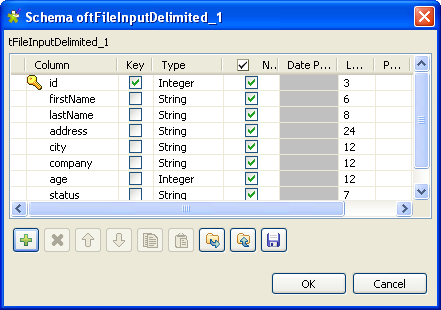 Schema oftFileInputDelimited_1
tFileInputDelimited_1
Column Key Type N.. Date P... L... P...
id Integer 3
firstName String 6
lastName String 8
address String 24
city String 12
company String 12
age Integer 12
status String 7
OK Cancel